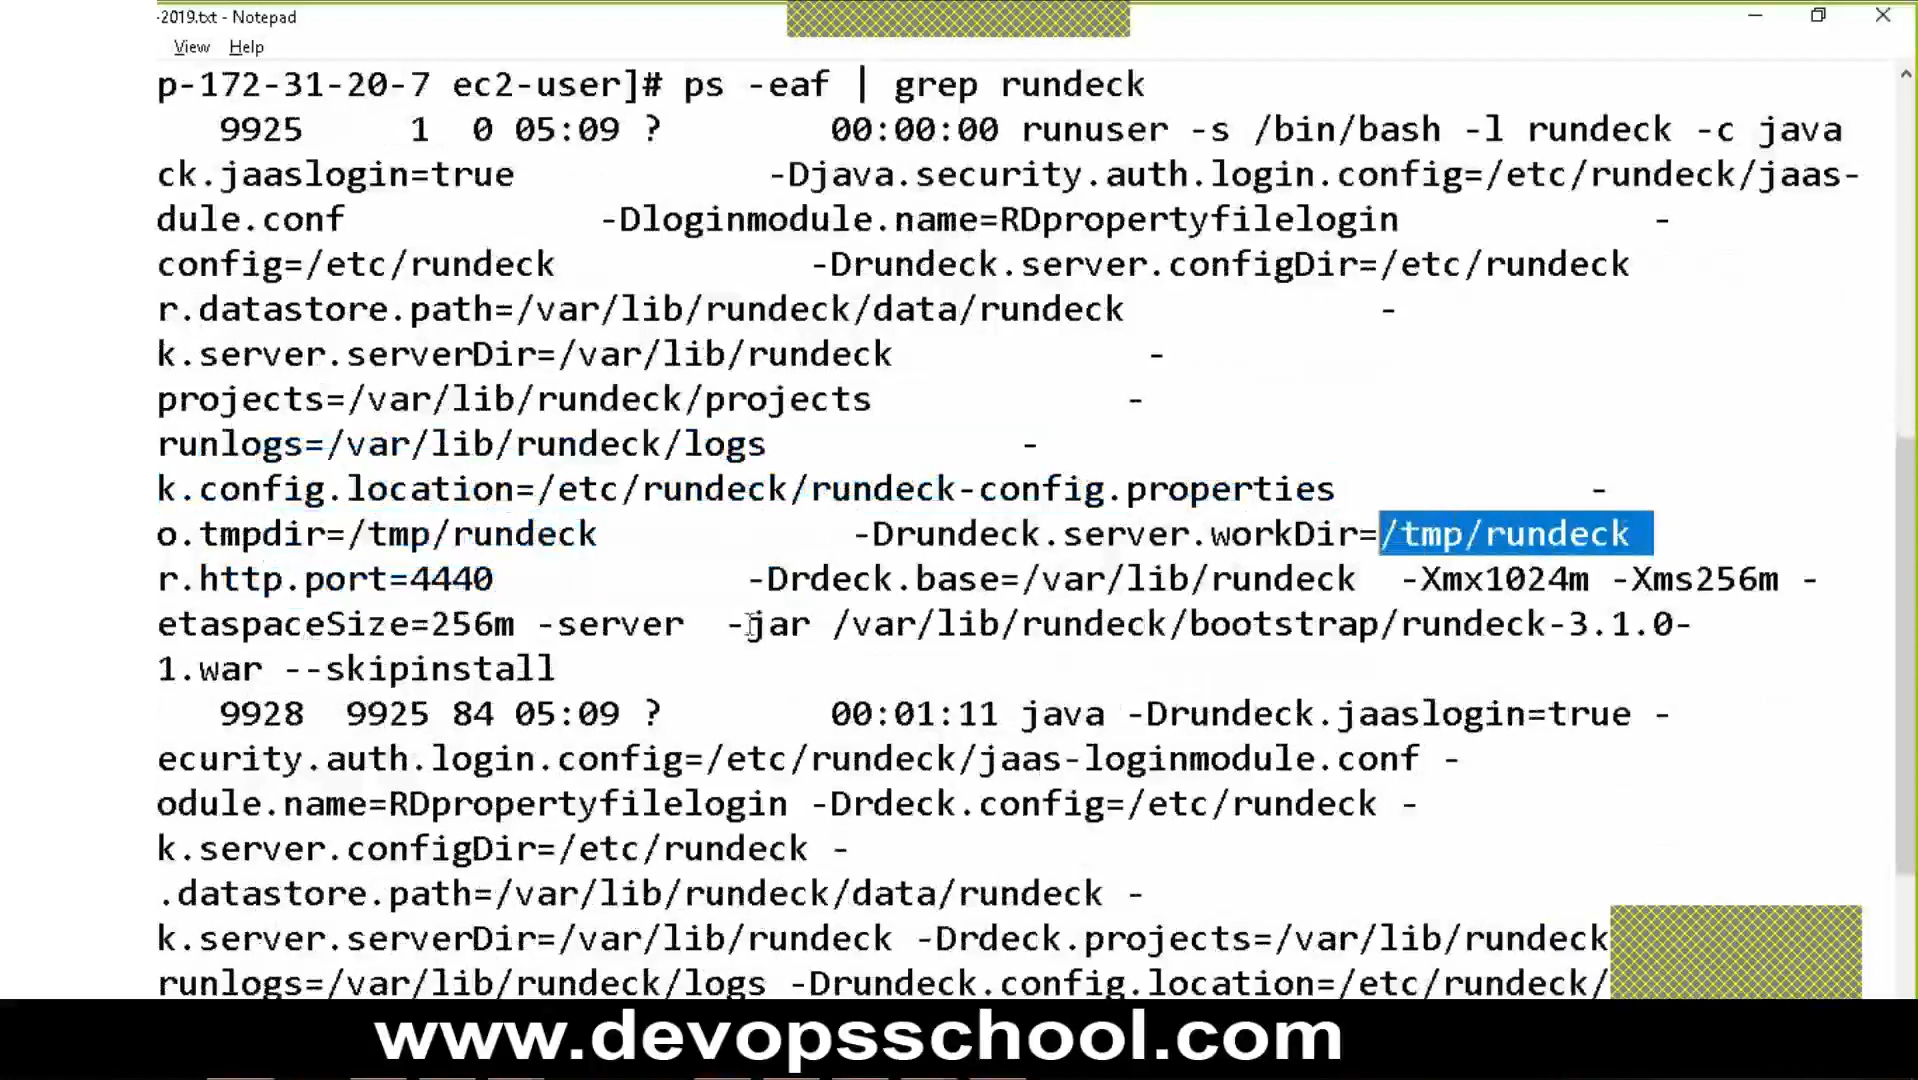 -2019.txt - Notepad
View Help
p-172-31-20-7 ec2-user]# ps -eaf | grep rundeck
9925 1 0 05:09 ? 00:00:00 runuser -s /bin/bash -l rundeck -c java
ck.jaaslogin=true -Djava.security.auth.login.config=/etc/rundeck/jaas-
dule.conf -Dloginmodule.name=RDpropertyfilelogin -
config=/etc/rundeck -Drundeck.server.configDir=/etc/rundeck
r.datastore.path=/var/lib/rundeck/data/rundeck -
k.server.serverDir=/var/lib/rundeck -
projects=/var/lib/rundeck/projects -
runlogs=/var/lib/rundeck/logs -
k.config.location=/etc/rundeck/rundeck-config.properties -
o.tmpdir=/tmp/rundeck -Drundeck.server.workDir=/tmp/rundeck
r.http.port=4440 -Drdeck.base=/var/lib/rundeck -Xmx1024m -Xms256m -
etaspaceSize=256m -server -jar /var/lib/rundeck/bootstrap/rundeck-3.1.0-
1.war --skipinstall
9928 9925 84 05:09 ? 00:01:11 java -Drundeck.jaaslogin=true -
ecurity.auth.login.config=/etc/rundeck/jaas-loginmodule.conf -
odule.name=RDpropertyfilelogin -Drdeck.config=/etc/rundeck -
k.server.configDir=/etc/rundeck -
.datastore.path=/var/lib/rundeck/data/rundeck -
k.server.serverDir=/var/lib/rundeck -Drdeck.projects=/var/lib/rundeck
runlogs=/var/lib/rundeck/logs -Drundeck.config.location=/etc/rundeck/
www.devopsschool.com